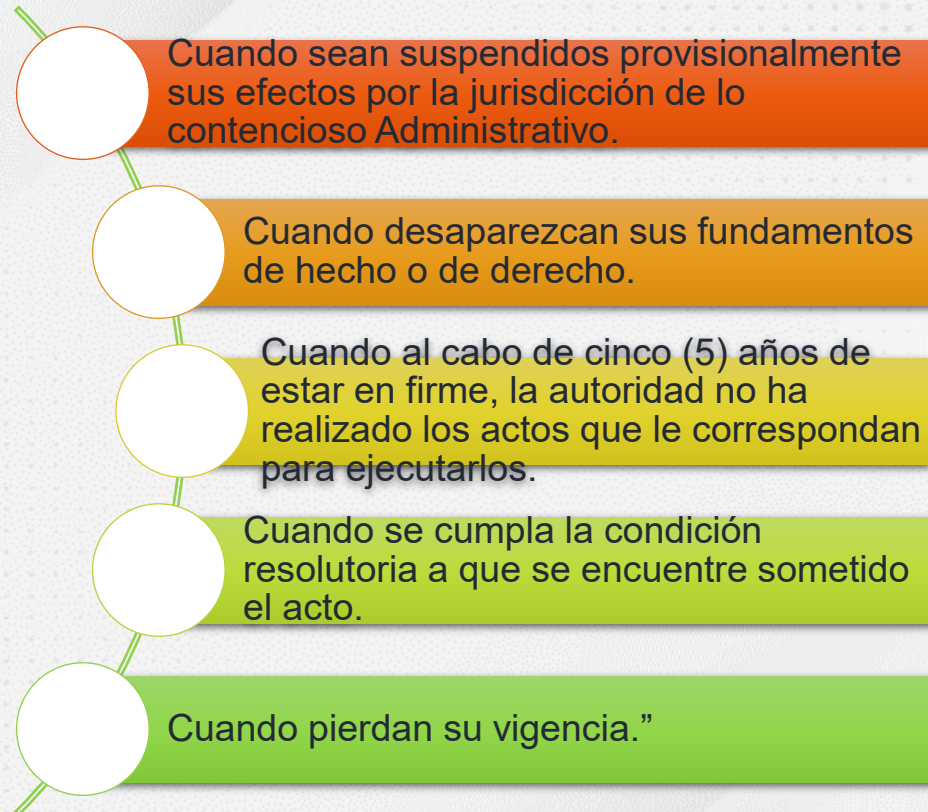 Cuando sean suspendidos provisionalmente
sus efectos por la jurisdicción de lo
contencioso Administrativo.
Cuando desaparezcan sus fundamentos
de hecho o de derecho.
Cuando al cabo de cinco (5) años de
estar en firme, la autoridad no ha
realizado los actos que le correspondan
para ejecutarlos.
Cuando se cumpla la condición
resolutoria a que se encuentre sometido
el acto.
Cuando pierdan su vigencia.”